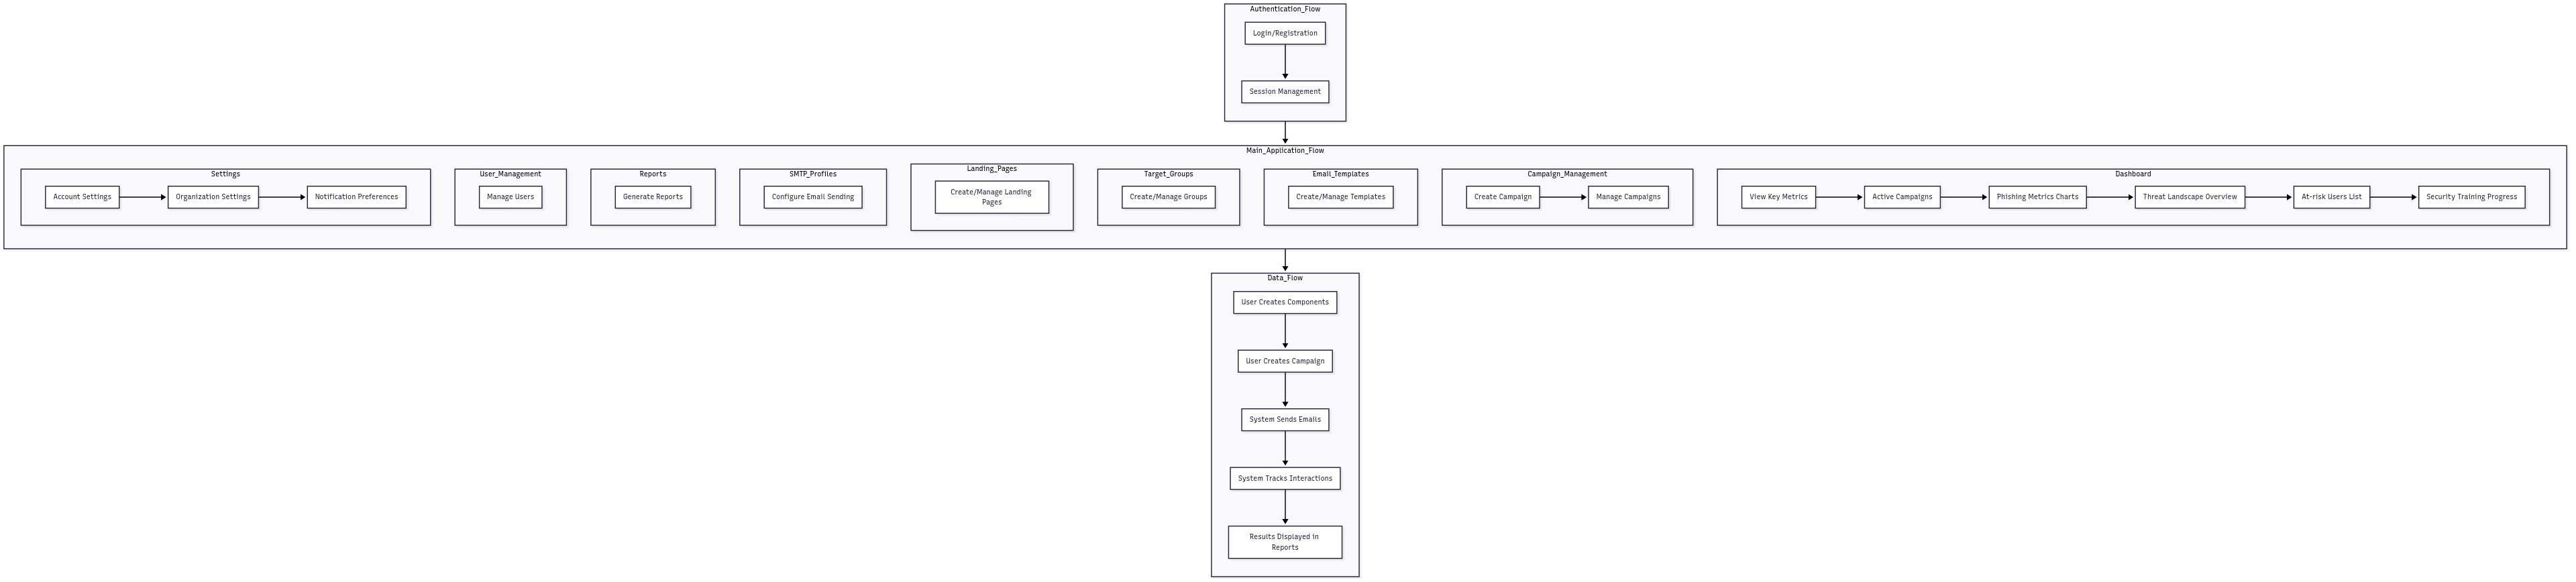 Authentication_Flow
Login/Registration
Session Management
Main_Application_Flow
Settings
Account Settings
Organization Settings
Notification Preferences
User_Management
Manage Users
Reports
Generate Reports
SMTP_Profiles
Configure Email Sending
Landing_Pages
Create/Manage Landing
Pages
Target_Groups
Create/Manage Groups
Email_Templates
Create/Manage Templates
Campaign_Management
Create Campaign
Manage Campaigns
Dashboard
View Key Metrics
Active Campaigns
Phishing Metrics Charts
Threat Landscape Overview
At-risk Users List
Security Training Progress
Data_Flow
User Creates Components
User Creates Campaign
System Sends Emails
System Tracks Interactions
Results Displayed in
Reports